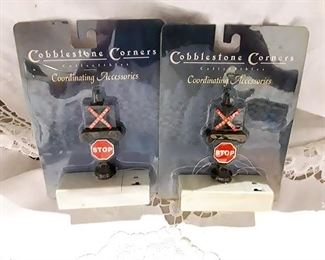 Cobblestone Corners
Collectibles
Coordinating Accessories
STOP
Cobblestone Corners
Collectibles
Coordinating Accessories
STOP